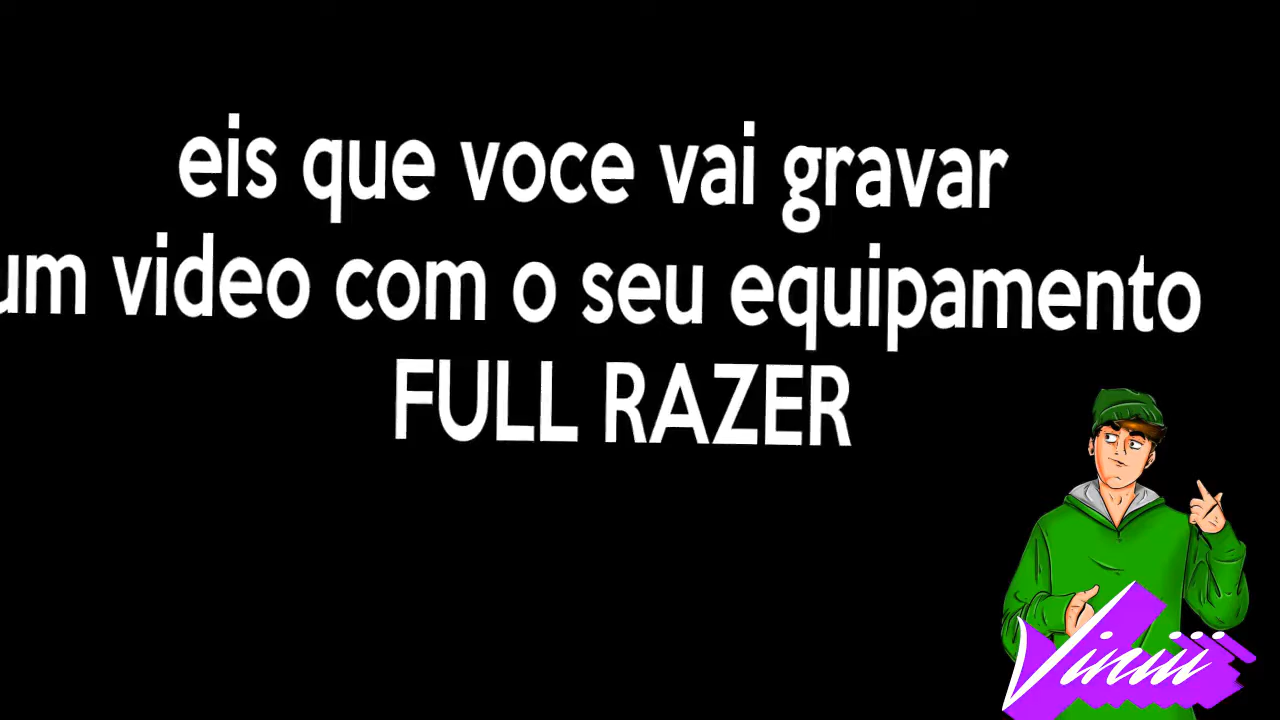 eis que voce vai gravar
um video com o seu equipamento
FULL RAZER
Viniii